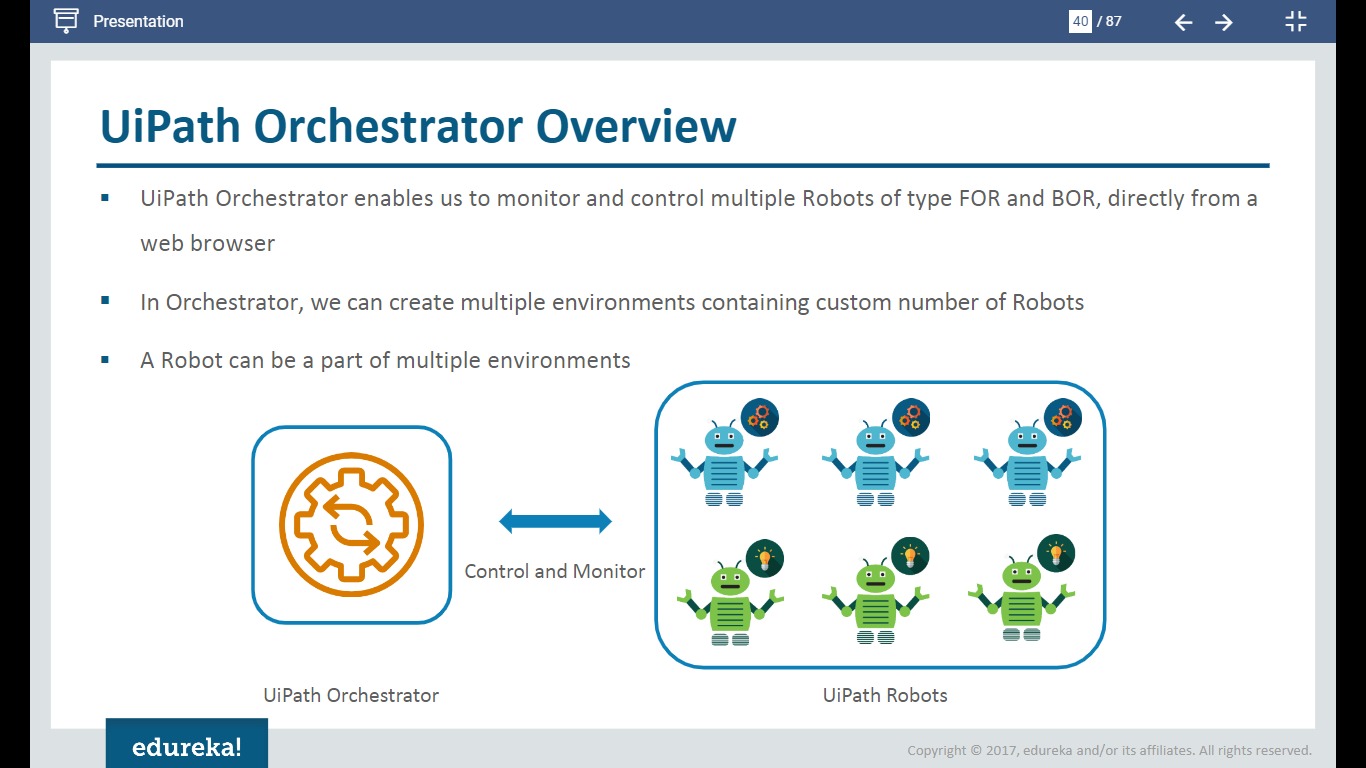 Presentation
40 / 87
UiPath Orchestrator Overview
▪ UiPath Orchestrator enables us to monitor and control multiple Robots of type FOR and BOR, directly from a
web browser
▪ In Orchestrator, we can create multiple environments containing custom number of Robots
▪ A Robot can be a part of multiple environments
Control and Monitor
UiPath Orchestrator
UiPath Robots
edureka!
Copyright © 2017, edureka and/or its affiliates. All rights reserved.